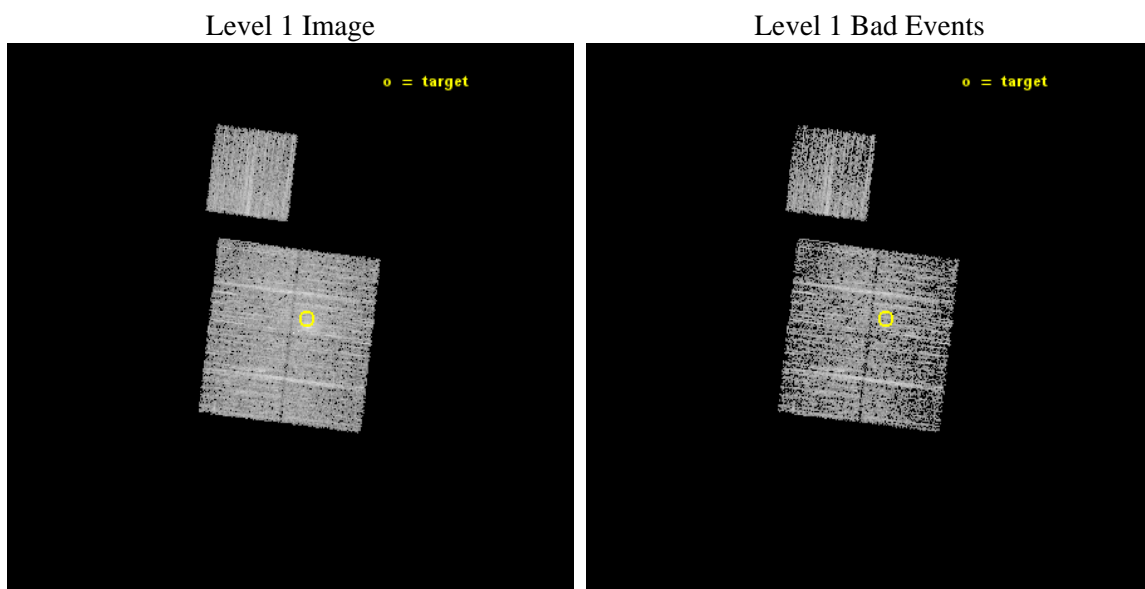 Level 1 Image
Level 1 Bad Events
o = target
o = target